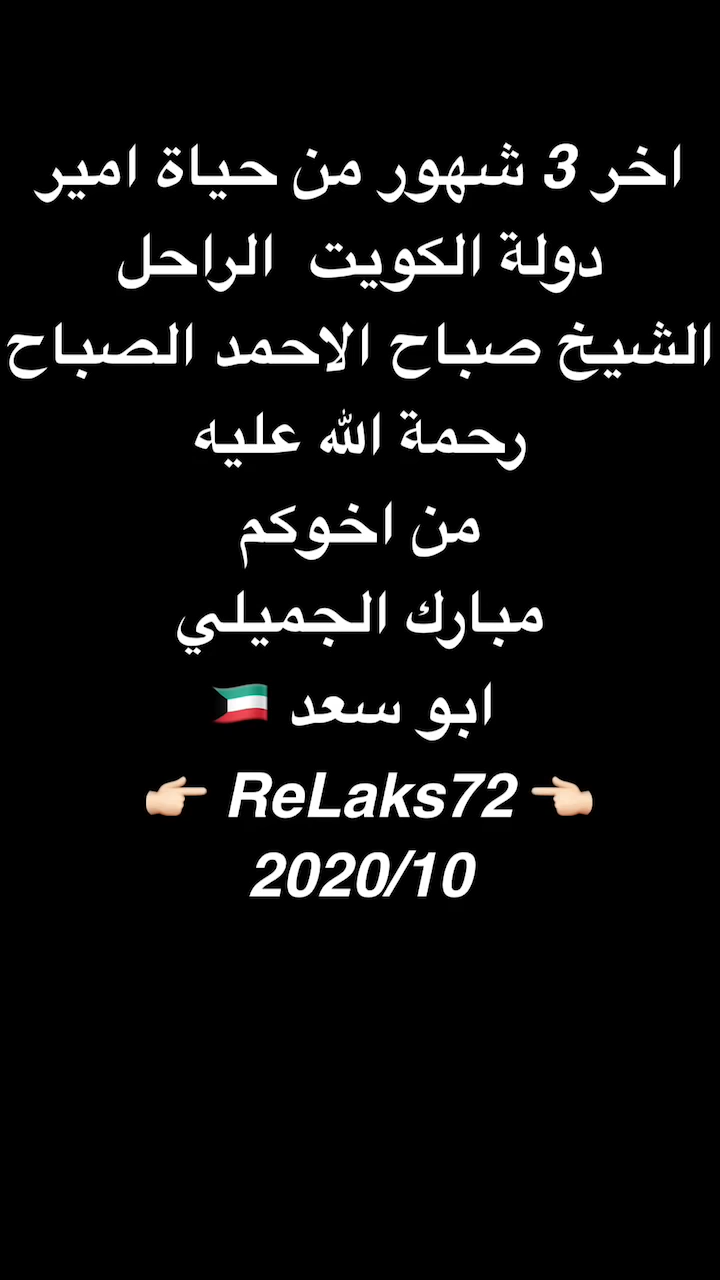 اخر 3 شهور من حياة امير
دولة الكويت الراحل
الشيخ صباح الاحمد الصباح
رحمة الله عليه
من اخوكم
مبارك الجميلي
ابو سعد 🇰🇼
👉🏻 ReLaks72 👈🏻
2020/10